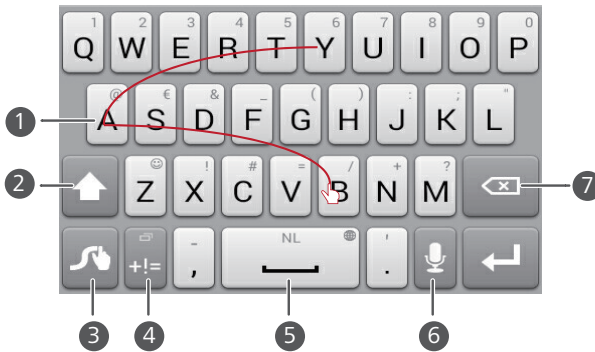 1 2 3 4 5 6 7 8 9 0
Q W E R T Y U I O P
@ € & _ ( ) : ; "
1 A S D F G H J K L
! # = / + ?
2 Z X C V B N M 7
- NL '
+!= , .
3 4 5 6